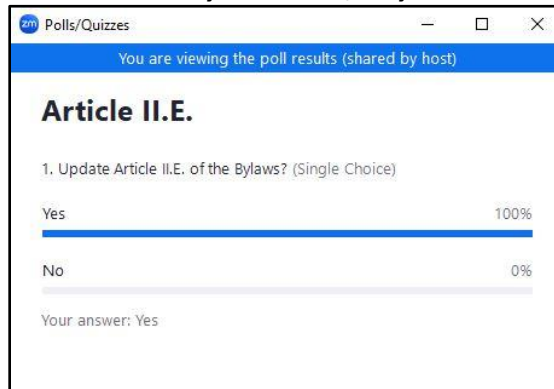 zm Polls/Quizzes
You are viewing the poll results (shared by host)
Article II.E.
1. Update Article II.E. of the Bylaws? (Single Choice)
Yes 100%
No 0%
Your answer: Yes